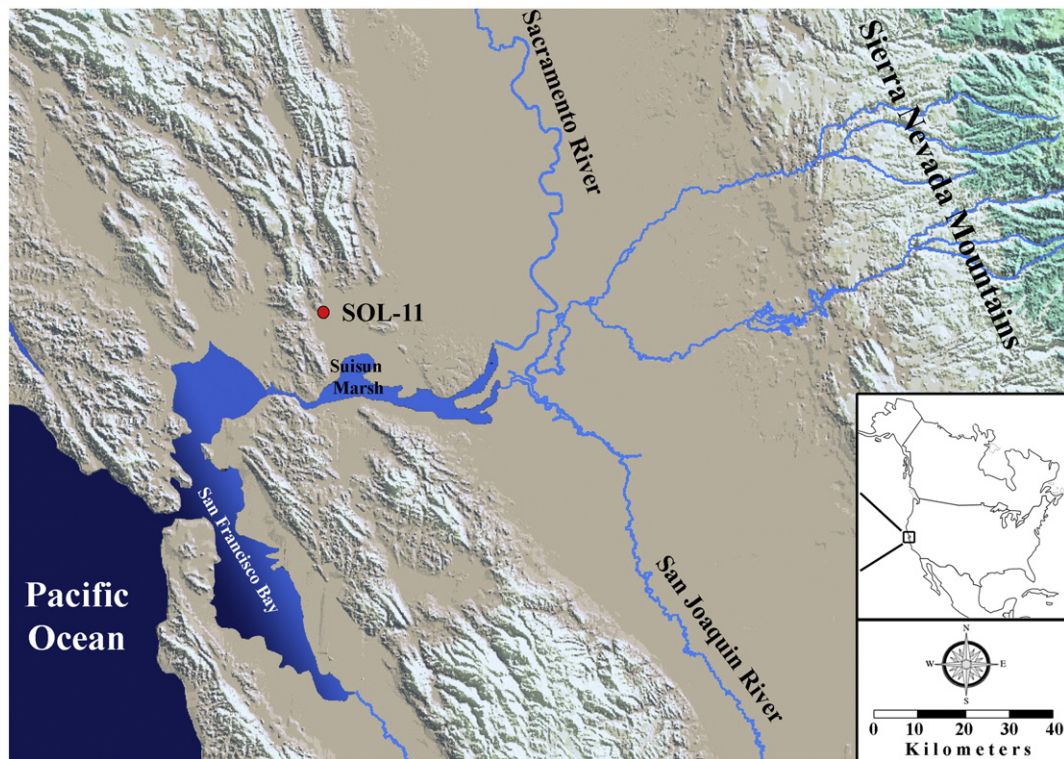 Sacramento River
Sierra Nevada Mountains
SOL-11
Suisun
Marsh
San Francisco Bay
Pacific
Ocean
San Joaquin River
N
W
E
S
0 10 20 30 40
Kilometers